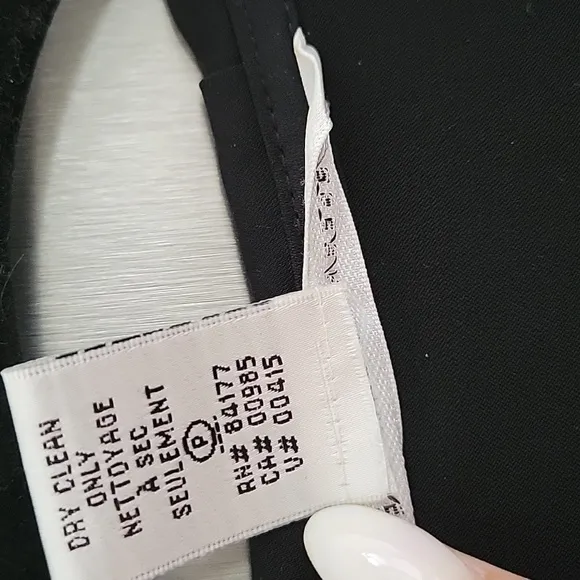 DRY CLEAN
ONLY
NETTOYAGE
A SEC
SEULEMENT
P
RN# 84177
CA# 00985
U# 00415